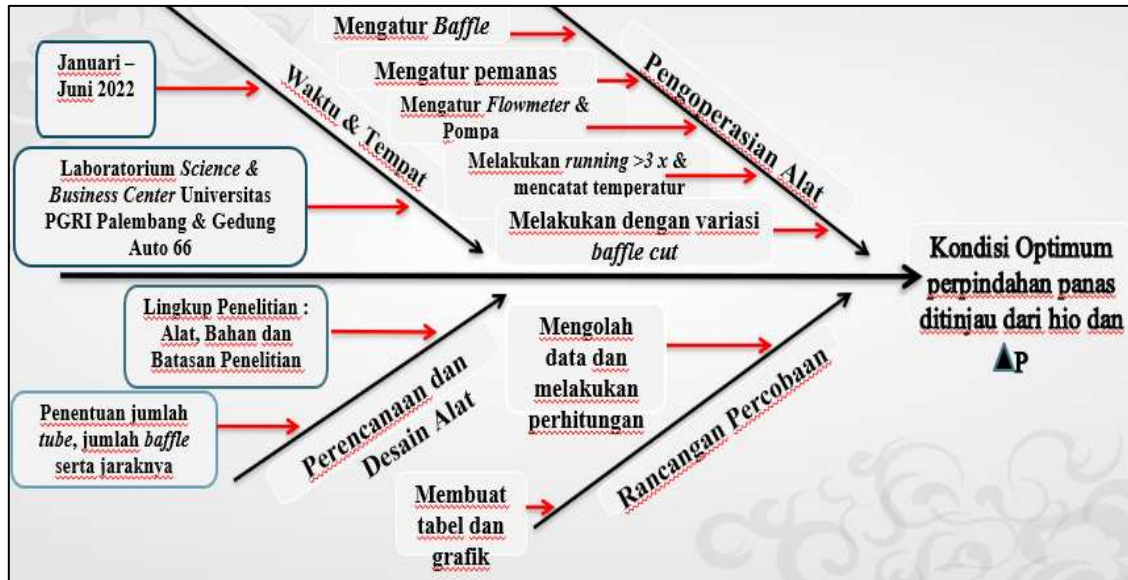 Januari –
Juni 2022
Waktu & Tempat
Laboratorium Science &
Business Center Universitas
PGRI Palembang & Gedung
Auto 66
Mengatur Baffle
Mengatur pemanas
Mengatur Flowmeter &
Pompa
Melakukan running >3 x &
mencatat temperatur
Melakukan dengan variasi
baffle cut
Pengoperasian Alat
Lingkup Penelitian :
Alat, Bahan dan
Batasan Penelitian
Penentuan jumlah
tube, jumlah baffle
serta jaraknya
Perencanaan dan
Desain Alat
Mengolah
data dan
melakukan
perhitungan
Membuat
tabel dan
grafik
Rancangan Percobaan
Kondisi Optimum
perpindahan panas
ditinjau dari hio dan
▲P